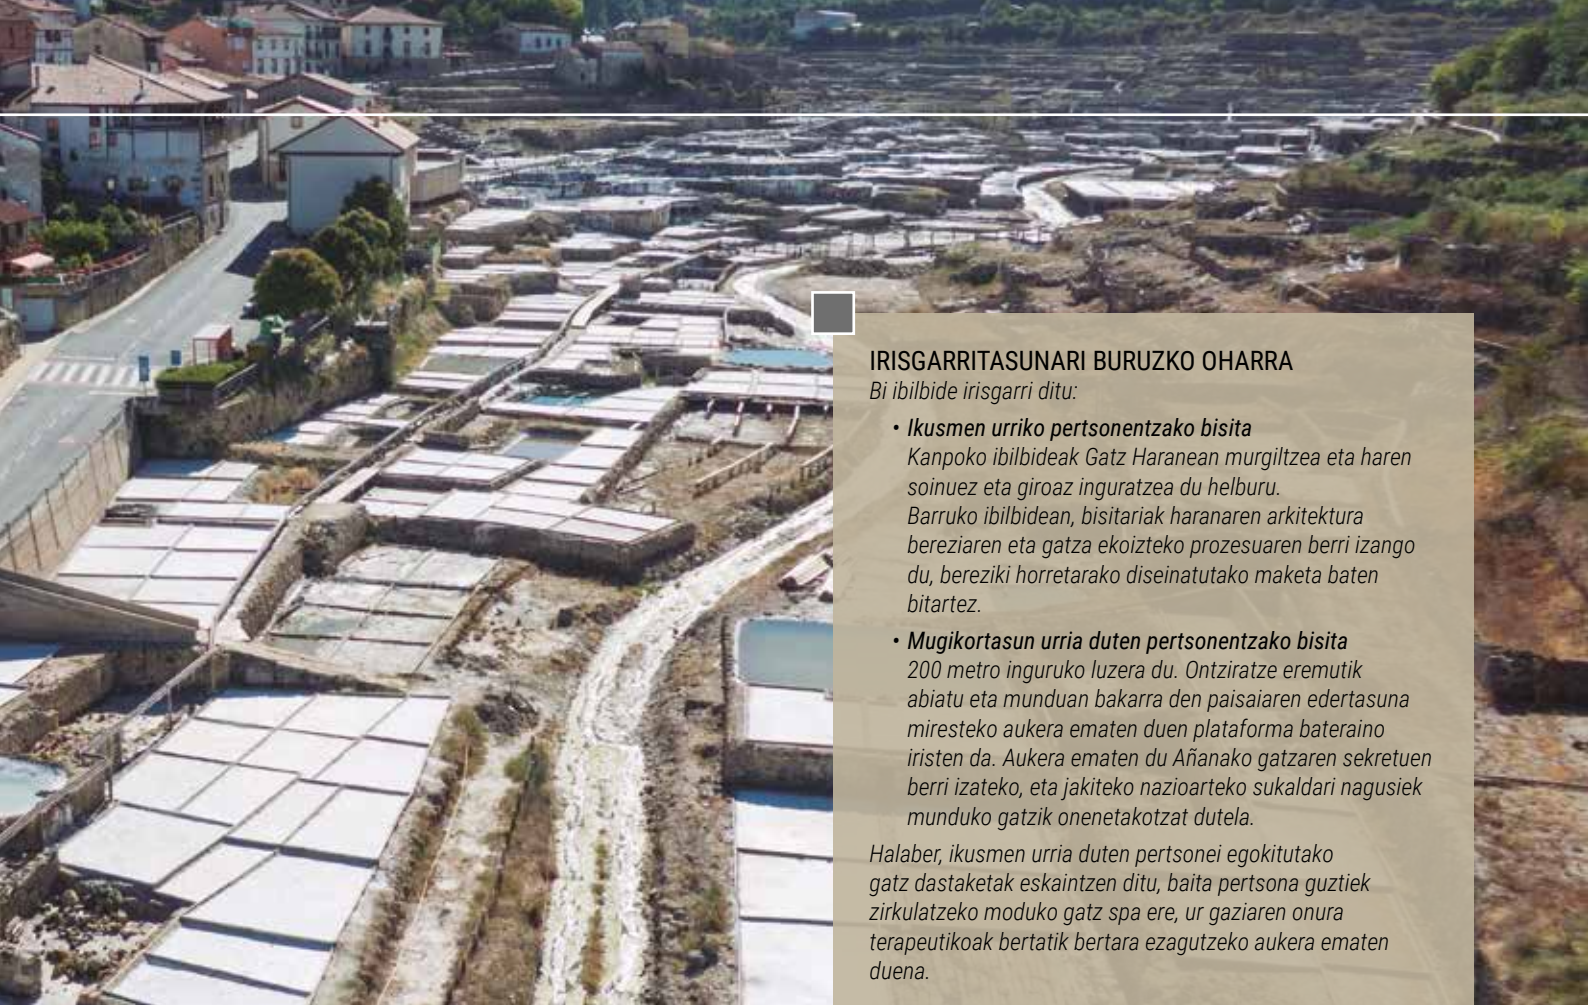 IRISGARRITASUNARI BURUZKO OHARRA
Bi ibilbide irisgarri ditu:
• Ikusmen urriko pertsonentzako bisita
Kanpoko ibilbideak Gatz Haranean murgiltzea eta haren
soinuez eta giroaz inguratzea du helburu.
Barruko ibilbidean, bisitariak haranaren arkitektura
bereziaren eta gatza ekoizteko prozesuaren berri izango
du, bereziki horretarako diseinatutako maketa baten
bitartez.
• Mugikortasun urria duten pertsonentzako bisita
200 metro inguruko luzera du. Ontziratze eremutik
abiatu eta munduan bakarra den paisaiaren edertasuna
miresteko aukera ematen duen plataforma bateraino
iristen da. Aukera ematen du Añanako gatzaren sekretuen
berri izateko, eta jakiteko nazioarteko sukaldari nagusiek
munduko gatzik onenetakotzat dutela.
Halaber, ikusmen urria duten pertsonei egokitutako
gatz dastaketak eskaintzen ditu, baita pertsona guztiek
zirkulatzeko moduko gatz spa ere, ur gaziaren onura
terapeutikoak bertatik bertara ezagutzeko aukera ematen
duena.